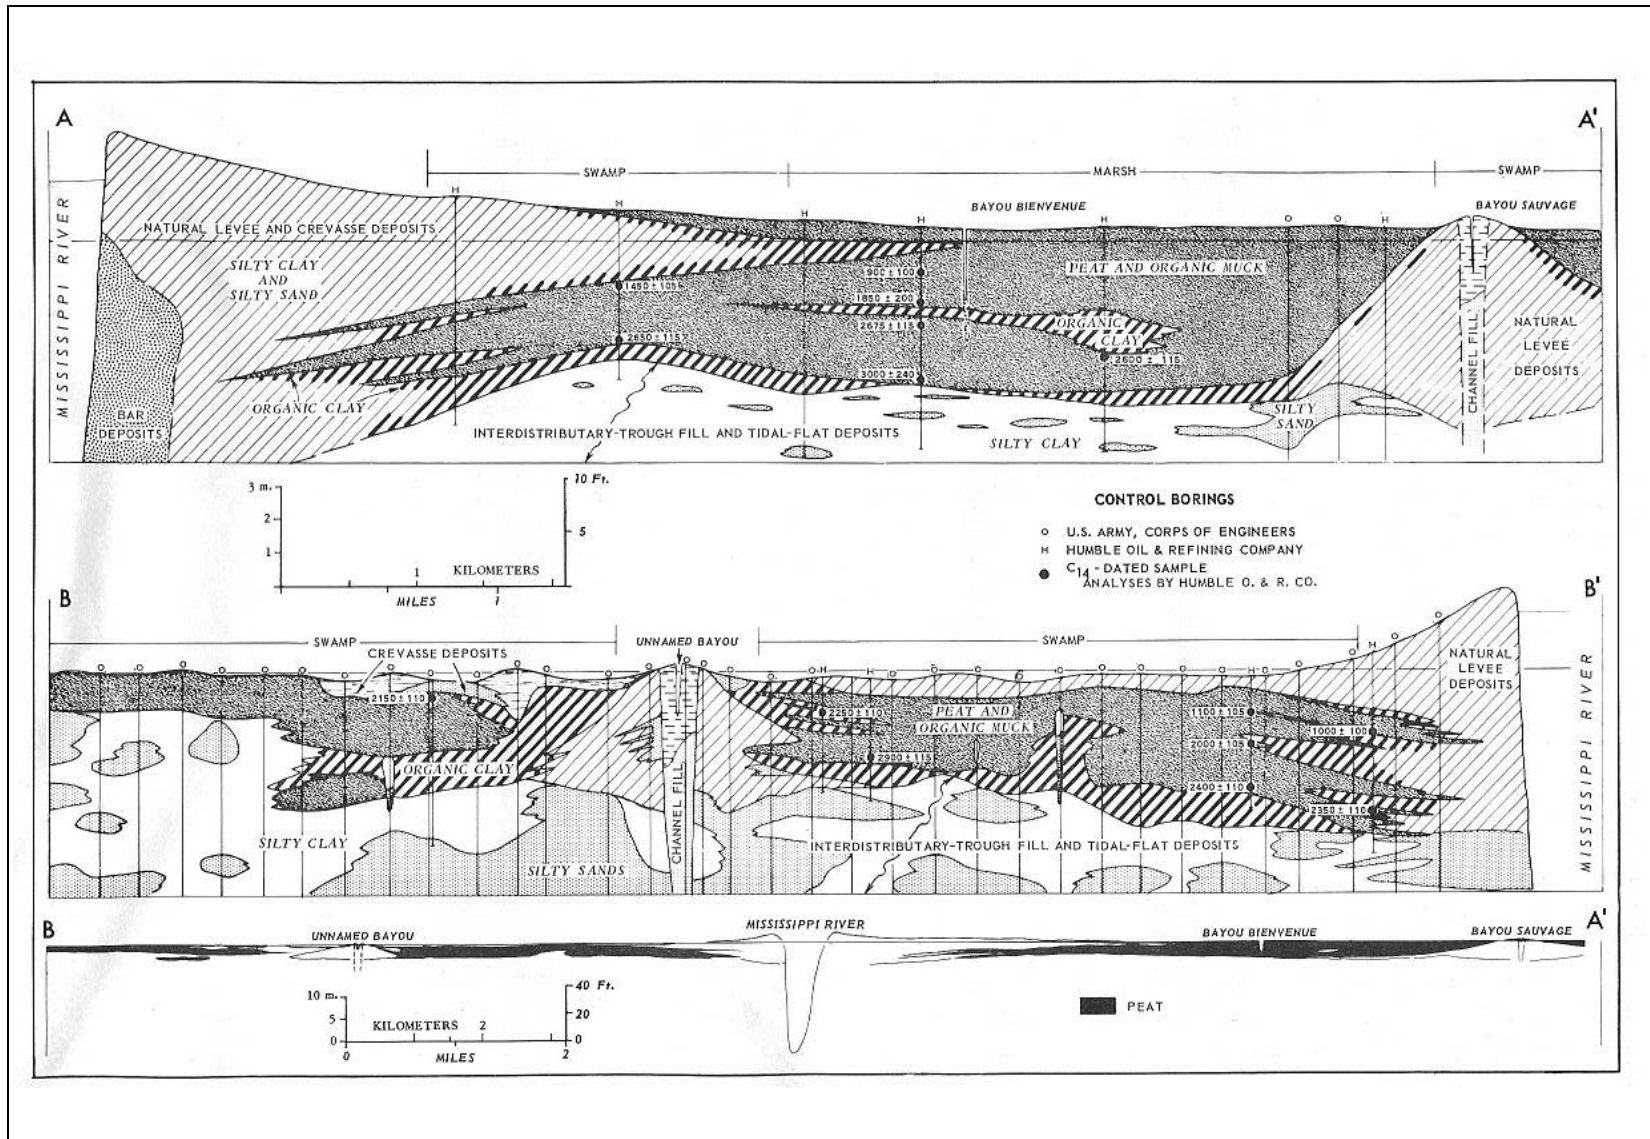 A
A'
SWAMP
MARSH
SWAMP
H
H
H
H
BAYOU BIENVENUE
H
O
O
H
BAYOU SAUVAGE
MISSISSIPPI RIVER
NATURAL LEVEE AND CREVASSE DEPOSITS
SILTY CLAY
AND
SILTY SAND
900 ± 100
PEAT AND ORGANIC MUCK
1450 ± 105
1850 ± 200
2675 ± 115
ORGANIC
CLAY
2650 ± 115
2600 ± 115
3000 ± 240
CHANNEL FILL
NATURAL
LEVEE
DEPOSITS
BAR
DEPOSITS
ORGANIC CLAY
INTERDISTRIBUTARY-TROUGH FILL AND TIDAL-FLAT DEPOSITS
SILTY CLAY
SILTY
SAND
3 m.
2
1
10 Ft.
5
1 KILOMETERS
MILES 1
CONTROL BORINGS
O U.S. ARMY, CORPS OF ENGINEERS
H HUMBLE OIL & REFINING COMPANY
C14 - DATED SAMPLE
ANALYSES BY HUMBLE O. & R. CO.
B
B'
SWAMP
UNNAMED BAYOU
SWAMP
CREVASSE DEPOSITS
NATURAL
LEVEE
DEPOSITS
MISSISSIPPI RIVER
2150 ± 110
2250 ± 110
PEAT AND
ORGANIC MUCK
1100 ± 105
1000 ± 100
2000 ± 105
2900 ± 115
ORGANIC CLAY
2400 ± 110
2350 ± 110
CHANNEL FILL
SILTY CLAY
SILTY SANDS
INTERDISTRIBUTARY-TROUGH FILL AND TIDAL-FLAT DEPOSITS
B
A'
UNNAMED BAYOU
MISSISSIPPI RIVER
BAYOU BIENVENUE
BAYOU SAUVAGE
10 m.
5
0
40 Ft.
20
0
KILOMETERS 2
0 MILES 2
PEAT